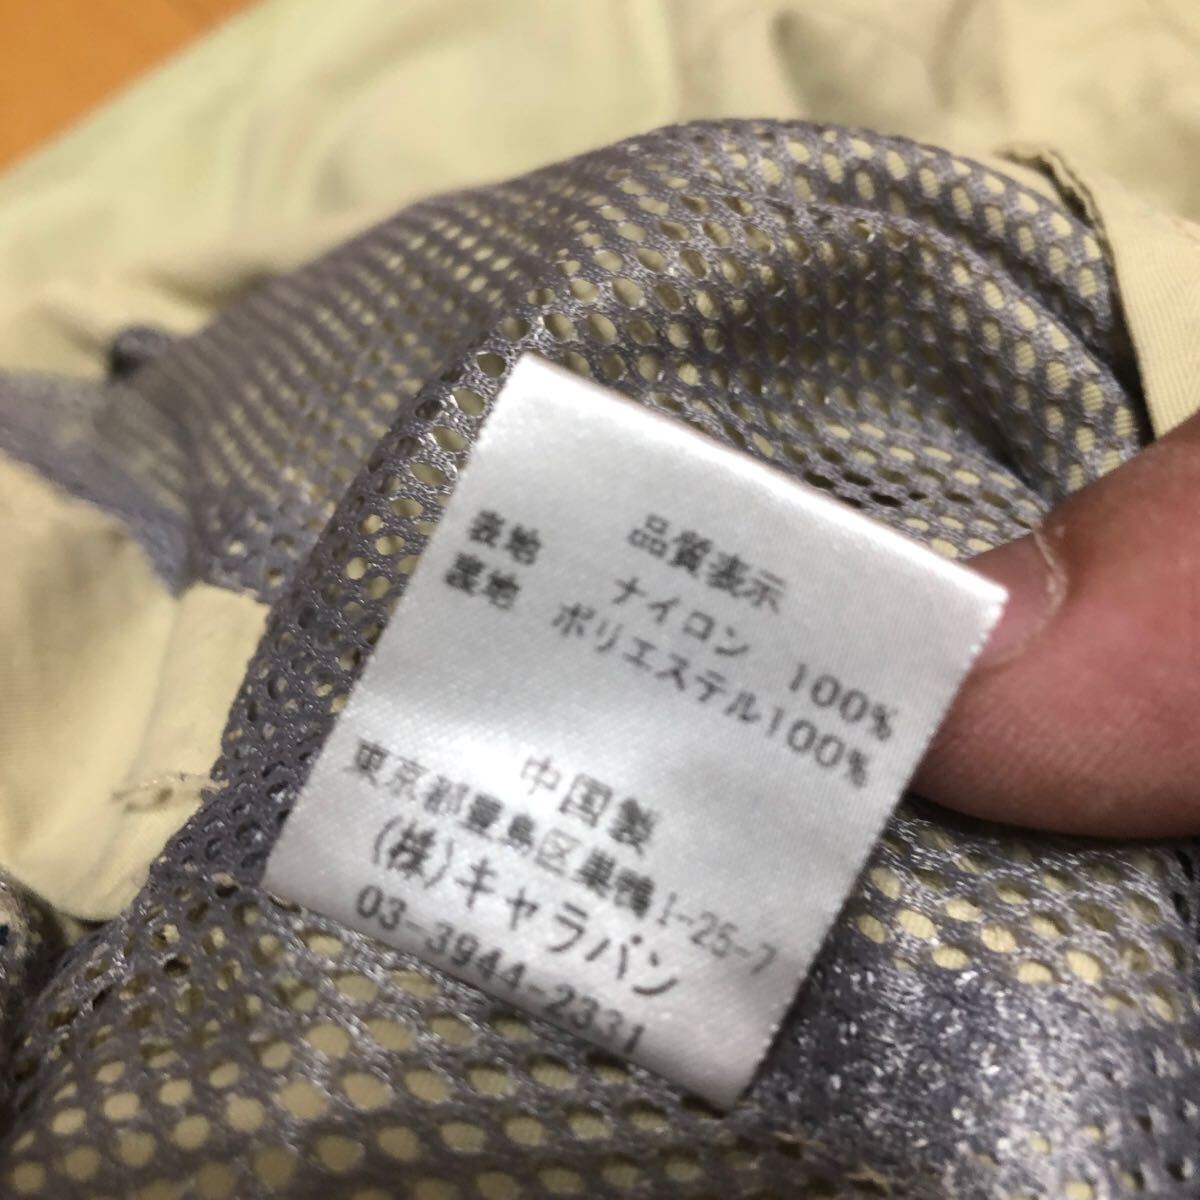 品質表示
表地 ナイロン 100%
裏地 ポリエステル100%
中国製
東京都豊島区巣鴨1-25-7
(株)キャラバン
03-3944-2331